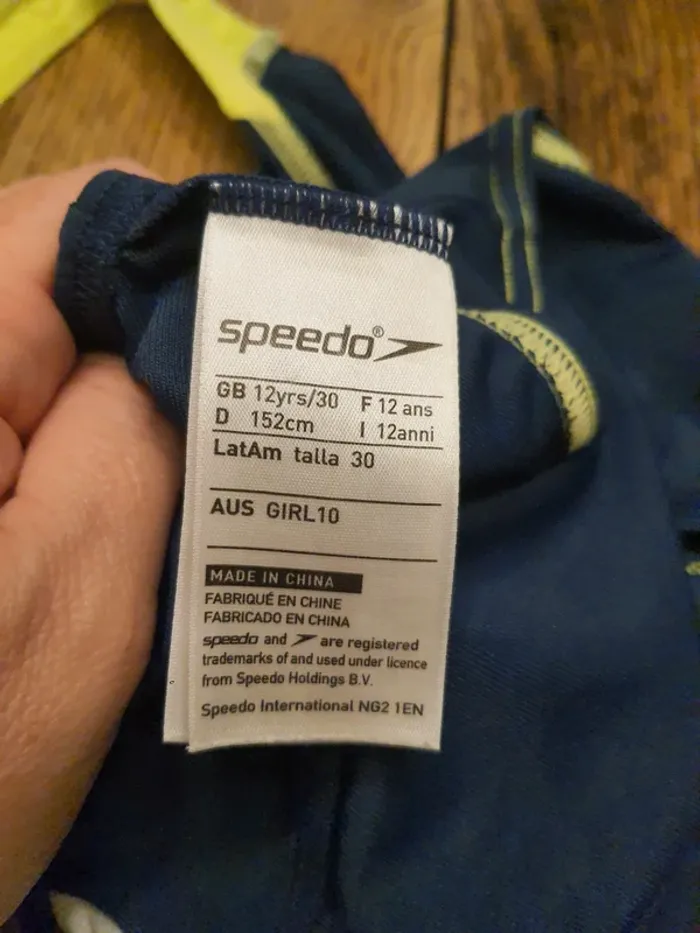 speedo®
GB 12yrs/30 F 12 ans
D 152cm I 12anni
LatAm talla 30
AUS GIRL10
MADE IN CHINA
FABRIQUÉ EN CHINE
FABRICADO EN CHINA
speedo and are registered
trademarks of and used under licence
from Speedo Holdings B.V.
Speedo International NG2 1EN